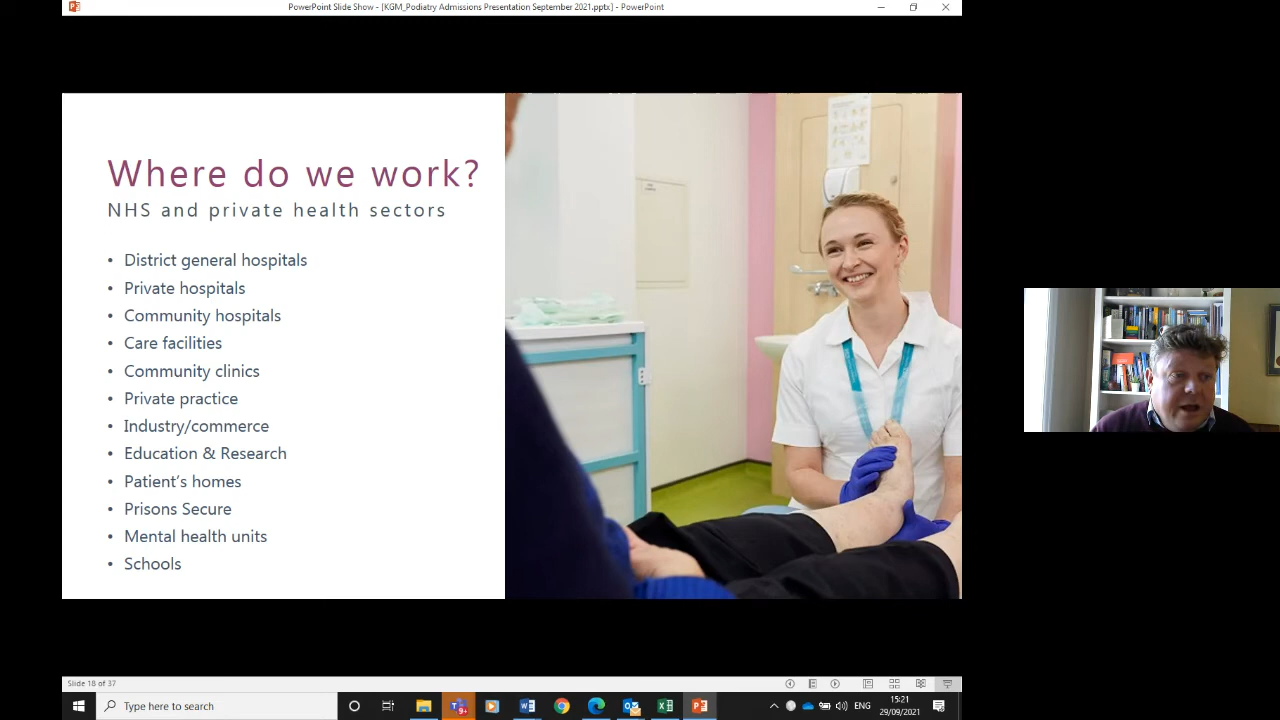 PowerPoint Slide Show - [KGM_Podiatry Admissions Presentation September 2021.pptx] - PowerPoint
Where do we work?
NHS and private health sectors
• District general hospitals
• Private hospitals
• Community hospitals
• Care facilities
• Community clinics
• Private practice
• Industry/commerce
• Education & Research
• Patient's homes
• Prisons Secure
• Mental health units
• Schools
Slide 18 of 37
Type here to search
9+
ENG
15:21
29/09/2021